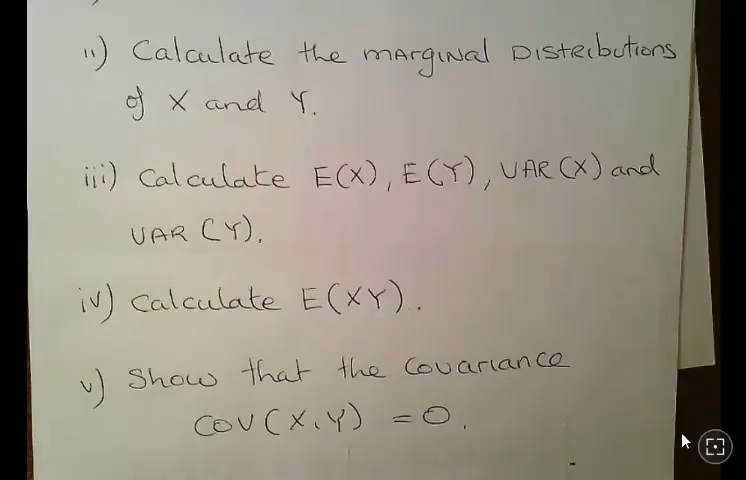 ii) Calculate the marginal Distributions
of X and Y.
iii) Calculate E(X), E(Y), VAR(X) and
VAR(Y).
iv) Calculate E(XY).
v) Show that the Covariance
COV(X,Y) = 0.